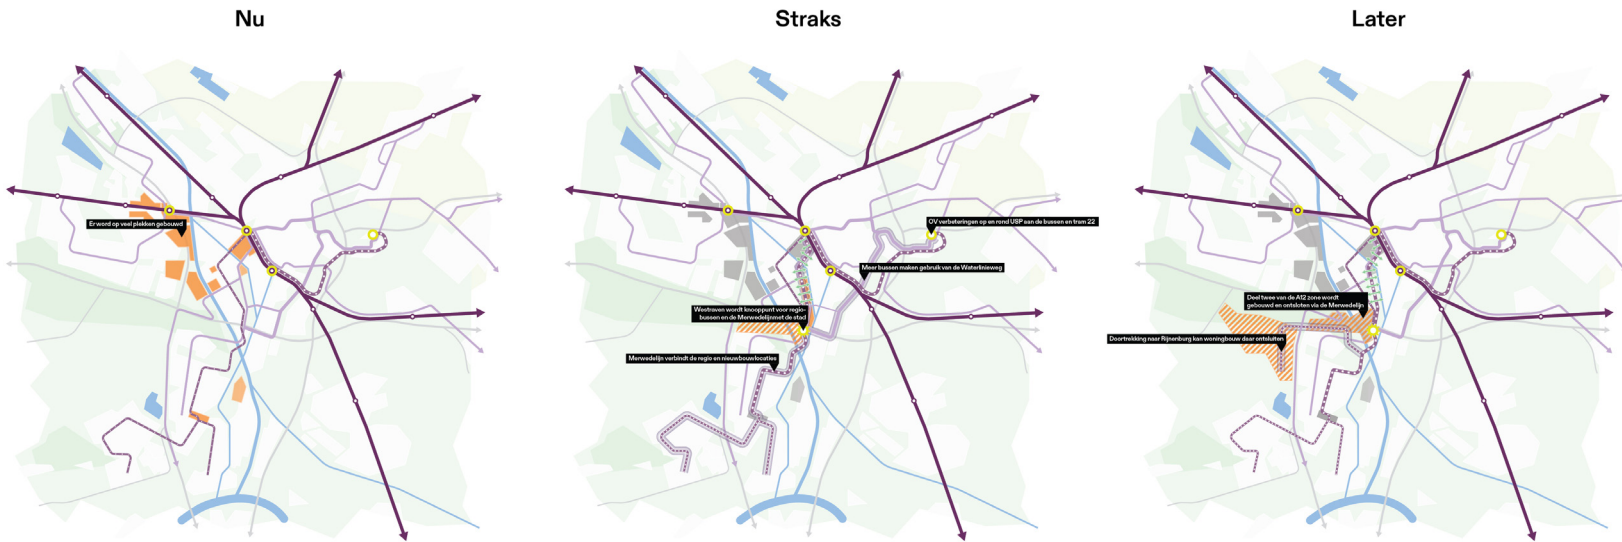 Nu
Straks
Later
Er word op veel plekken gebouwd
OV verbeteringen op en rond USP aan de bussen en tram 22
Meer bussen maken gebruik van de Waterlinieweg
Westraven wordt knooppunt voor regio-
bussen en de Merwedelijnmet de stad
Merwedelijn verbindt de regio en nieuwbouwlocaties
Deel twee van de A12 zone wordt
gebouwd en ontsloten via de Merwedelijn
Doortrekking naar Rijnenburg kan woningbouw daar ontsluiten